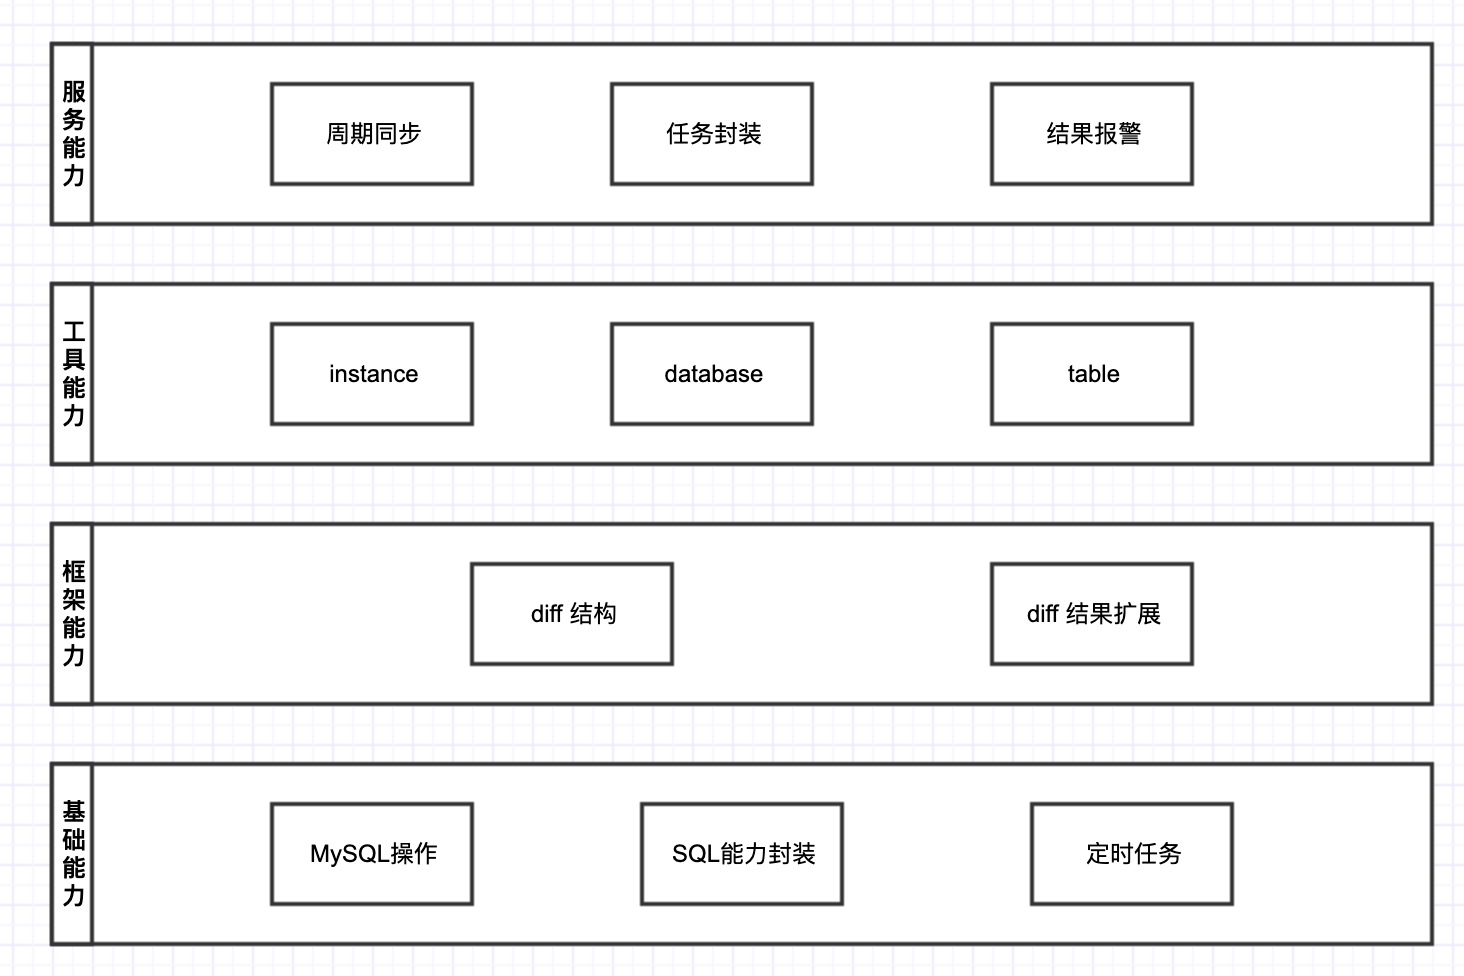 服务能力
周期同步
任务封装
结果报警
工具能力
instance
database
table
框架能力
diff 结构
diff 结果扩展
基础能力
MySQL操作
SQL能力封装
定时任务